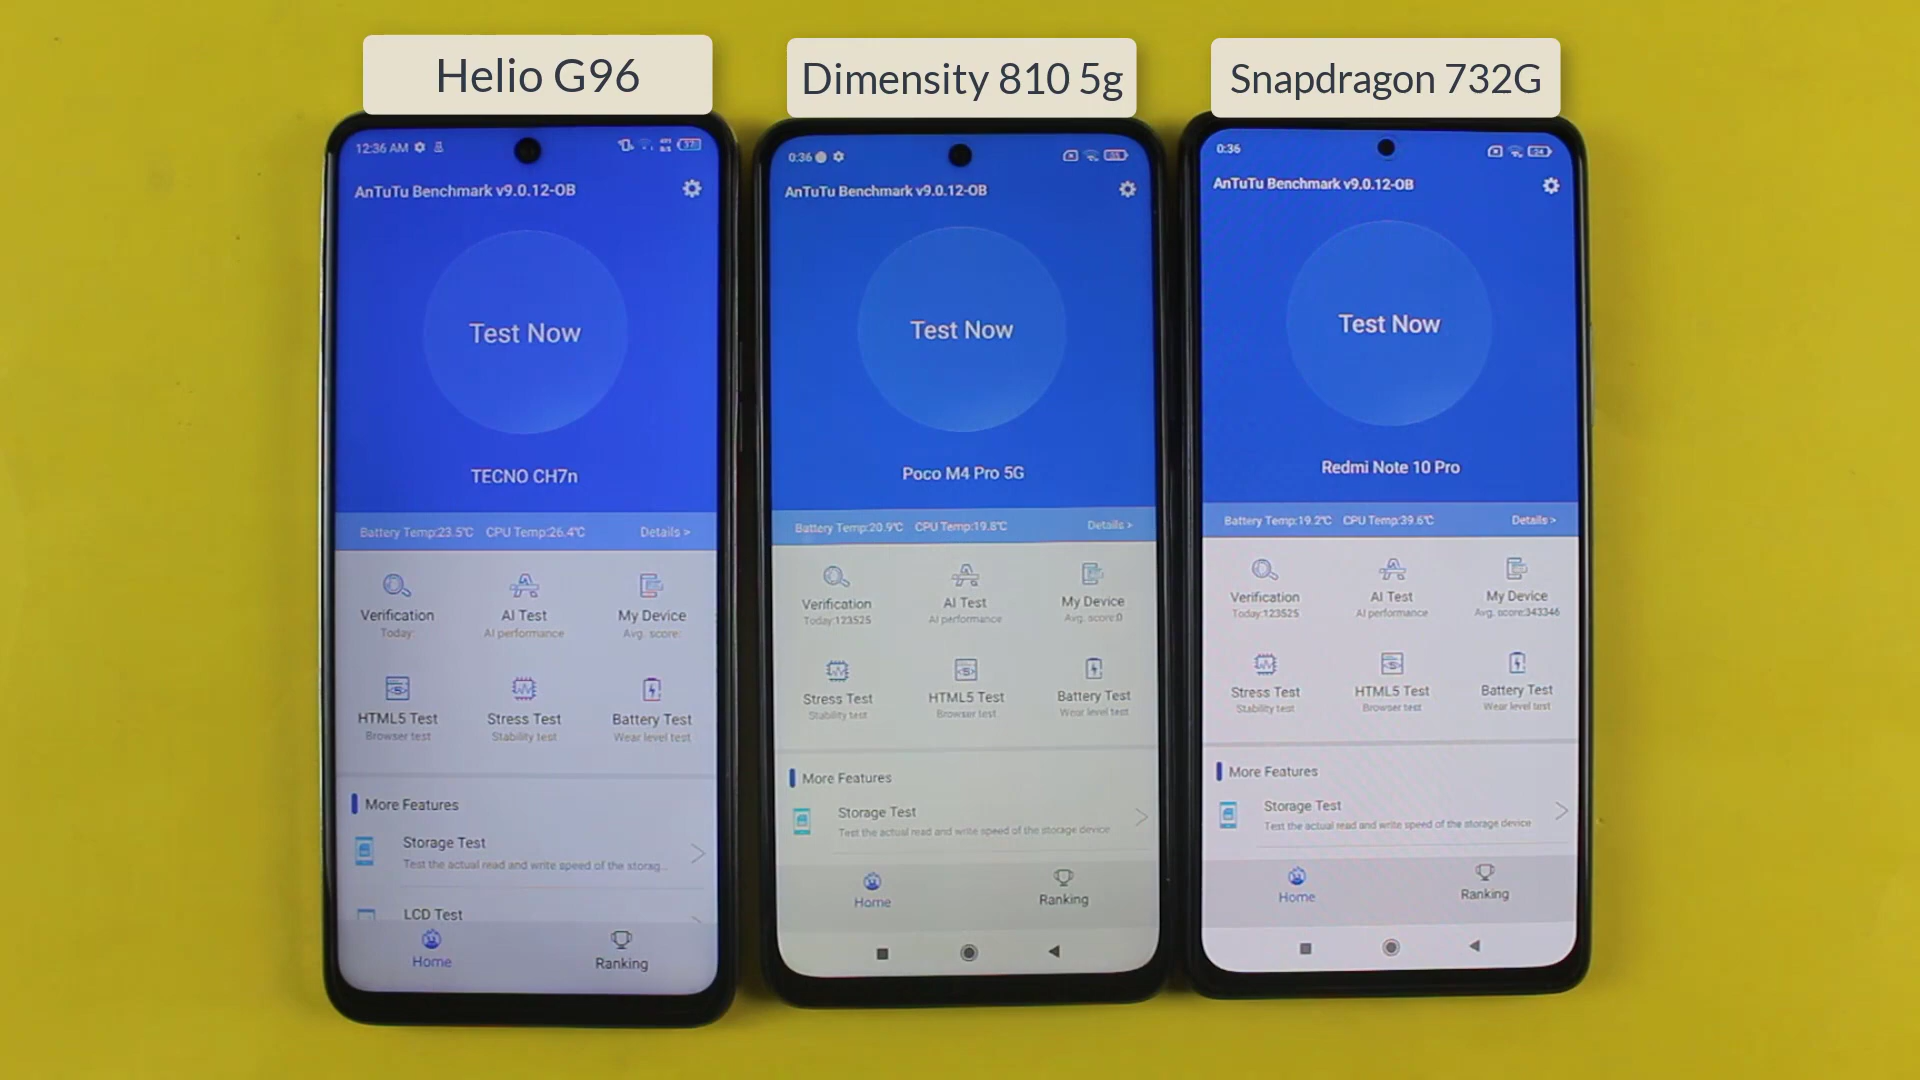 Helio G96
12:36 AM
AnTuTu Benchmark v9.0.12-OB
Test Now
TECNO CH7n
Battery Temp:23.5℃ CPU Temp:26.4℃ Details >
Verification AI Test My Device
Today: AI performance Avg. score:
HTML5 Test Stress Test Battery Test
Browser test Stability test Wear level test
More Features
Storage Test
Test the actual read and write speed of the storag...
LCD Test
Home Ranking
Dimensity 810 5g
0:36
AnTuTu Benchmark v9.0.12-OB
Test Now
Poco M4 Pro 5G
Battery Temp:20.9℃ CPU Temp:19.8℃ Details >
Verification AI Test My Device
Today:123525 AI performance Avg. score:0
Stress Test HTML5 Test Battery Test
Stability test Browser test Wear level test
More Features
Storage Test
Test the actual read and write speed of the storage device
Home Ranking
Snapdragon 732G
0:36
AnTuTu Benchmark v9.0.12-OB
Test Now
Redmi Note 10 Pro
Battery Temp:19.2℃ CPU Temp:39.6℃ Details >
Verification AI Test My Device
Today:123525 AI performance Avg. score:343346
Stress Test HTML5 Test Battery Test
Stability test Browser test Wear level test
More Features
Storage Test
Test the actual read and write speed of the storage device
Home Ranking